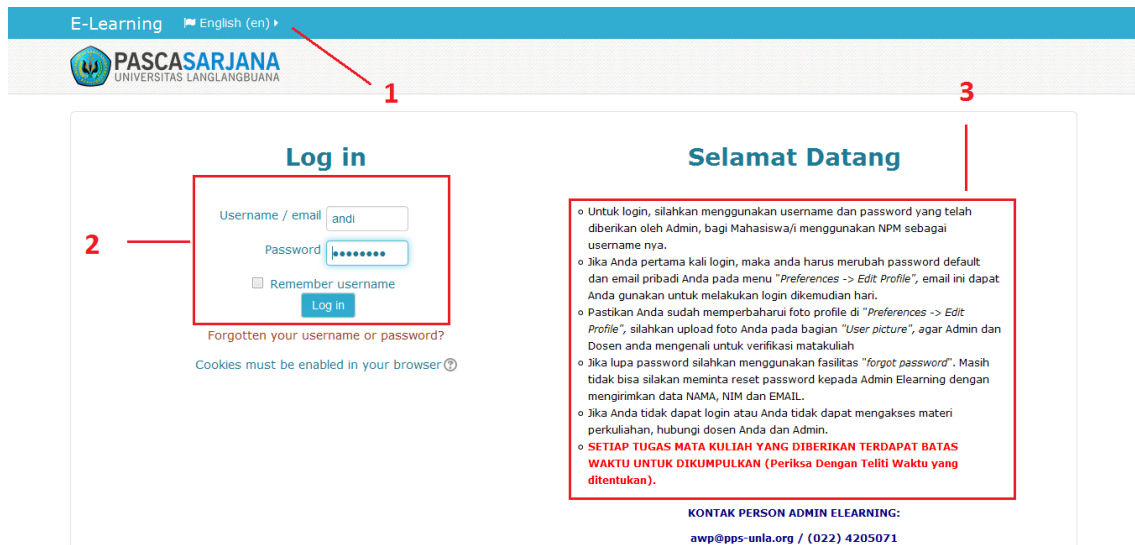 E-Learning English (en)
PASCASARJANA
UNIVERSITAS LANGLANGBUANA
1
3
Log in
2
Username / email andi
Password ••••••••
Remember username
Log in
Forgotten your username or password?
Cookies must be enabled in your browser
Selamat Datang
Untuk login, silahkan menggunakan username dan password yang telah
diberikan oleh Admin, bagi Mahasiswa/i menggunakan NPM sebagai
username nya.
Jika Anda pertama kali login, maka anda harus merubah password default
dan email pribadi Anda pada menu "Preferences -> Edit Profile", email ini dapat
Anda gunakan untuk melakukan login dikemudian hari.
Pastikan Anda sudah memperbaharui foto profile di "Preferences -> Edit
Profile", silahkan upload foto Anda pada bagian "User picture", agar Admin dan
Dosen anda mengenali untuk verifikasi matakuliah
Jika lupa password silahkan menggunakan fasilitas "forgot password". Masih
tidak bisa silakan meminta reset password kepada Admin Elearning dengan
mengirimkan data NAMA, NIM dan EMAIL.
Jika Anda tidak dapat login atau Anda tidak dapat mengakses materi
perkuliahan, hubungi dosen Anda dan Admin.
SETIAP TUGAS MATA KULIAH YANG DIBERIKAN TERDAPAT BATAS
WAKTU UNTUK DIKUMPULKAN (Periksa Dengan Teliti Waktu yang
ditentukan).
KONTAK PERSON ADMIN ELEARNING:
awp@pps-unla.org / (022) 4205071